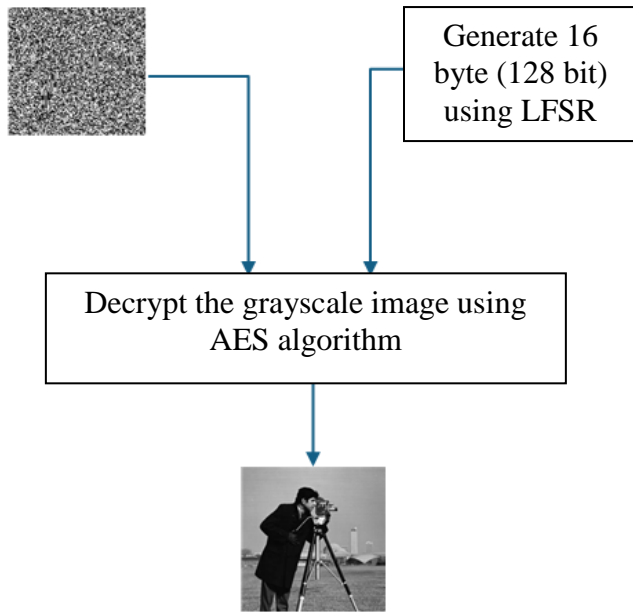 Generate 16
byte (128 bit)
using LFSR
Decrypt the grayscale image using
AES algorithm